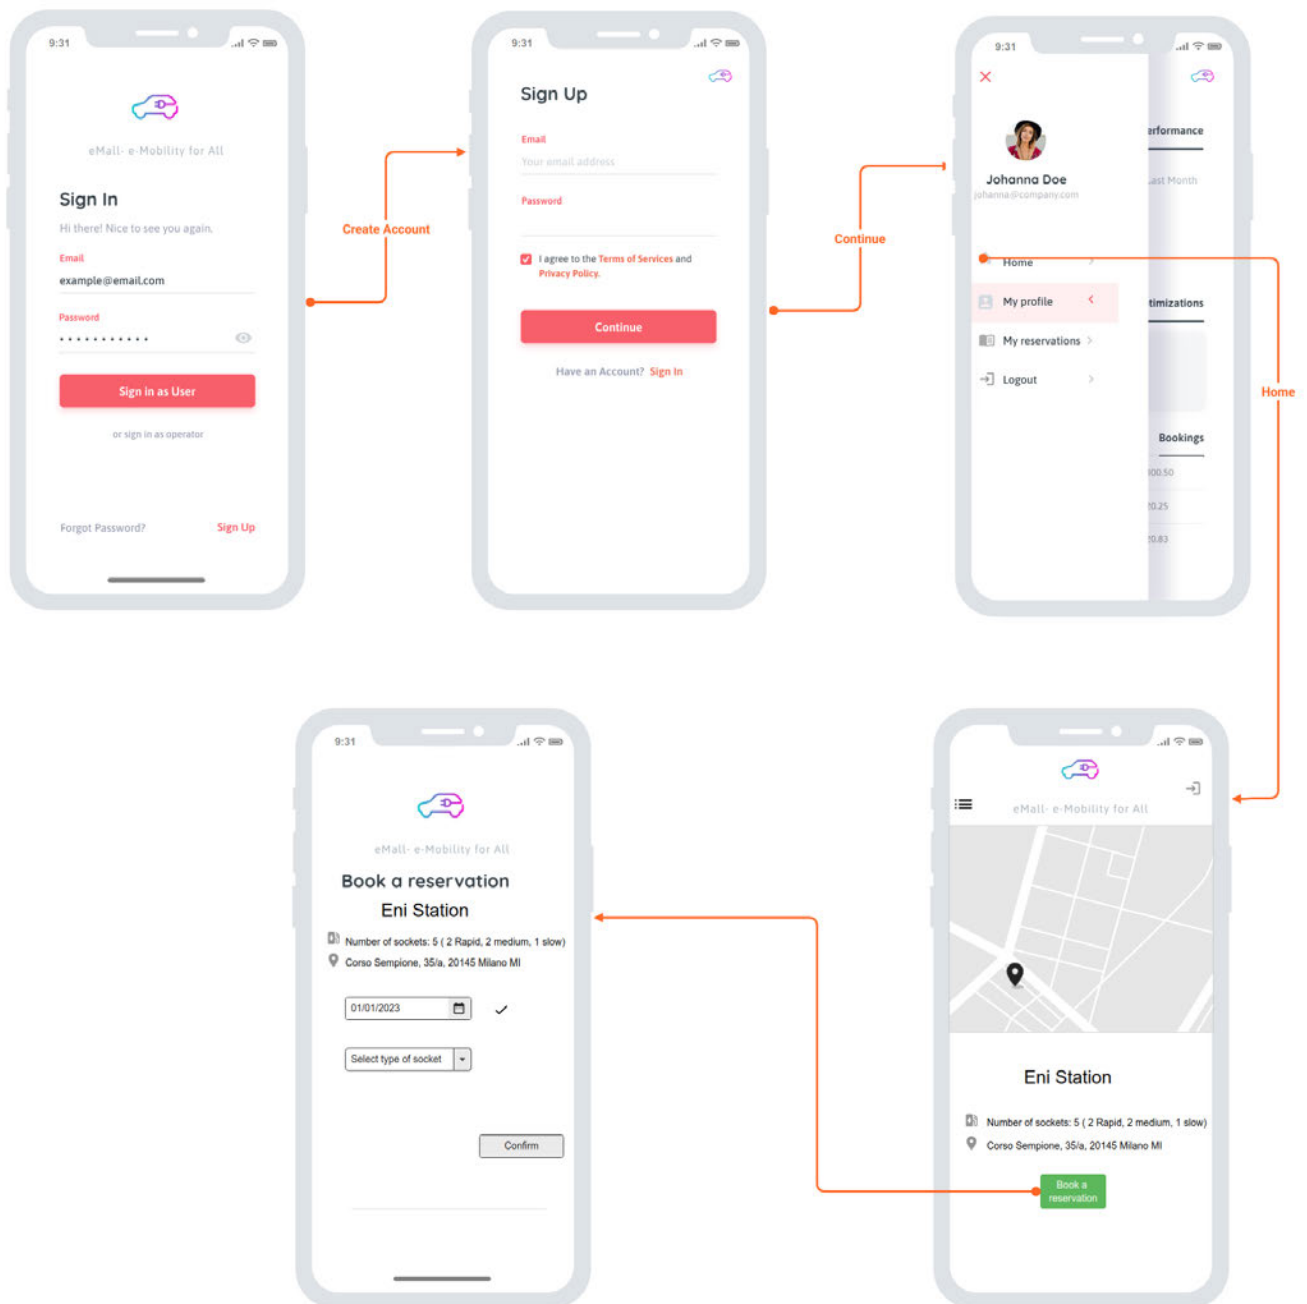 9:31
eMall- e-Mobility for All
Sign In
Hi there! Nice to see you again.
Email
example@email.com
Password
Sign in as User
or sign in as operator
Forgot Password?
Sign Up
Create Account
9:31
Sign Up
Email
Your email address
Password
I agree to the Terms of Services and
Privacy Policy.
Continue
Have an Account? Sign In
Continue
9:31
Johanna Doe
johanna@company.com
Home
My profile
My reservations
Logout
erformance
Last Month
timizations
Bookings
00.50
20.25
20.83
Home
9:31
eMall- e-Mobility for All
Book a reservation
Eni Station
Number of sockets: 5 ( 2 Rapid, 2 medium, 1 slow)
Corso Sempione, 35/a, 20145 Milano MI
01/01/2023
Select type of socket
Confirm
eMall- e-Mobility for All
Eni Station
Number of sockets: 5 ( 2 Rapid, 2 medium, 1 slow)
Corso Sempione, 35/a, 20145 Milano MI
Book a
reservation